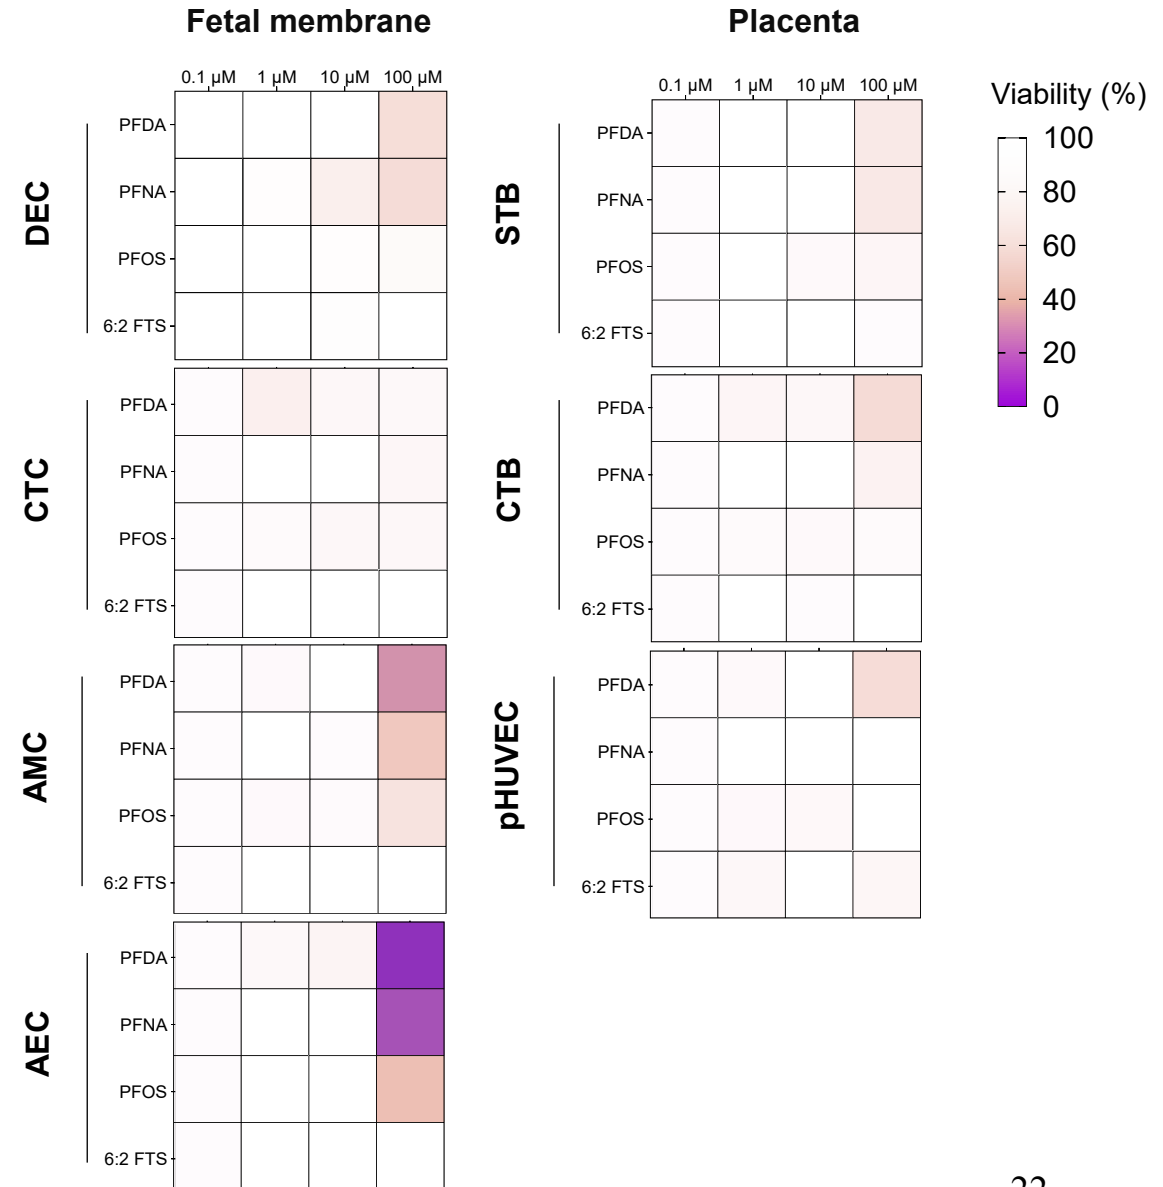 Fetal membrane
Placenta
0.1 µM 1 µM 10 µM 100 µM
0.1 µM 1 µM 10 µM 100 µM
Viability (%)
100
80
60
40
20
0
DEC
PFDA
PFNA
PFOS
6:2 FTS
CTC
PFDA
PFNA
PFOS
6:2 FTS
AMC
PFDA
PFNA
PFOS
6:2 FTS
AEC
PFDA
PFNA
PFOS
6:2 FTS
STB
PFDA
PFNA
PFOS
6:2 FTS
CTB
PFDA
PFNA
PFOS
6:2 FTS
pHUVEC
PFDA
PFNA
PFOS
6:2 FTS